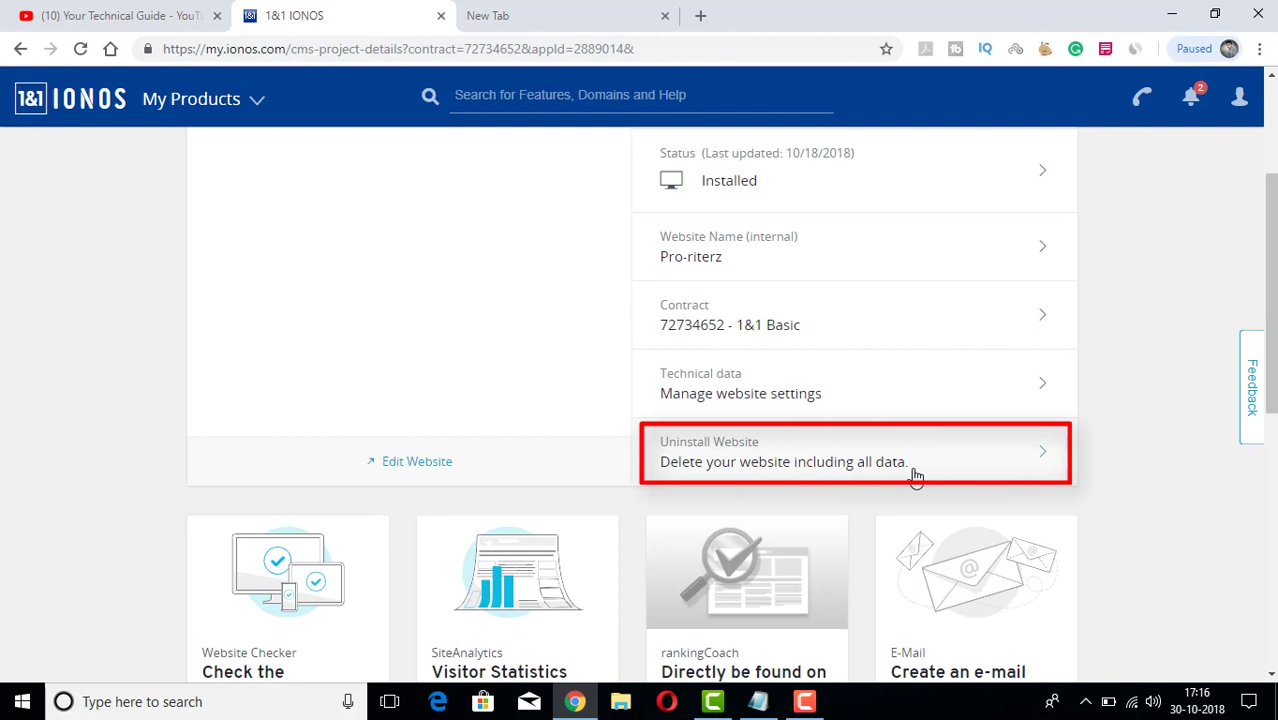 (10) Your Technical Guide - YouTu
1&1 IONOS
New Tab
https://my.ionos.com/cms-project-details?contract=72734652&appId=2889014&
Paused
1&1 IONOS
My Products
Search for Features, Domains and Help
2
Status (Last updated: 10/18/2018)
Installed
Website Name (internal)
Pro-riterz
Contract
72734652 - 1&1 Basic
Technical data
Manage website settings
Uninstall Website
Delete your website including all data.
Edit Website
Feedback
Website Checker
Check the
SiteAnalytics
Visitor Statistics
rankingCoach
Directly be found on
E-Mail
Create an e-mail
Type here to search
17:16
30-10-2018